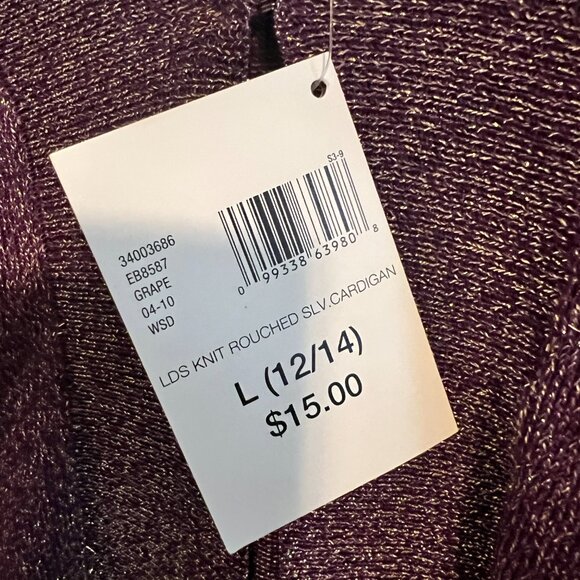 S3-9
0 99338 63980 8
34003686
EB8587
GRAPE
04-10
WSD
LDS KNIT ROUCHED SLV.CARDIGAN
L (12/14)
$15.00